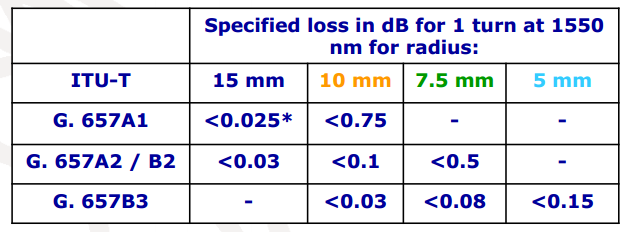 Specified loss in dB for 1 turn at 1550
nm for radius:
ITU-T 15 mm 10 mm 7.5 mm 5 mm
G. 657A1 <0.025* <0.75 - -
G. 657A2 / B2 <0.03 <0.1 <0.5 -
G. 657B3 - <0.03 <0.08 <0.15